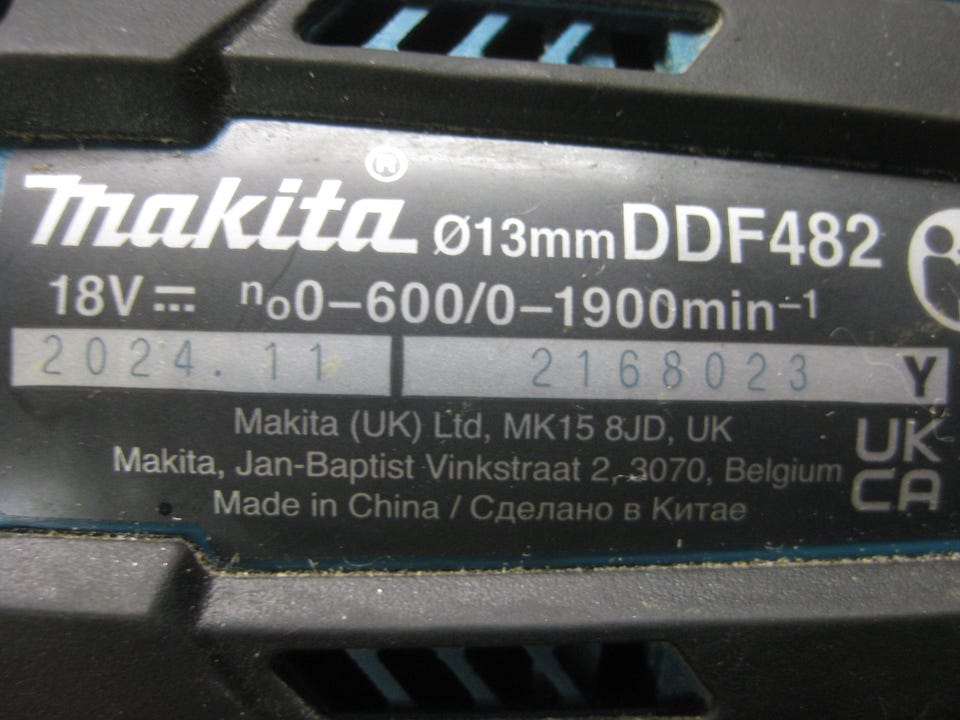 makita® Ø13mm DDF482
18V⎓ n₀0–600/0–1900min⁻¹
2024.11 2168023 Y
Makita (UK) Ltd, MK15 8JD, UK
Makita, Jan-Baptist Vinkstraat 2, 3070, Belgium
Made in China / Сделано в Китае
UK
CA